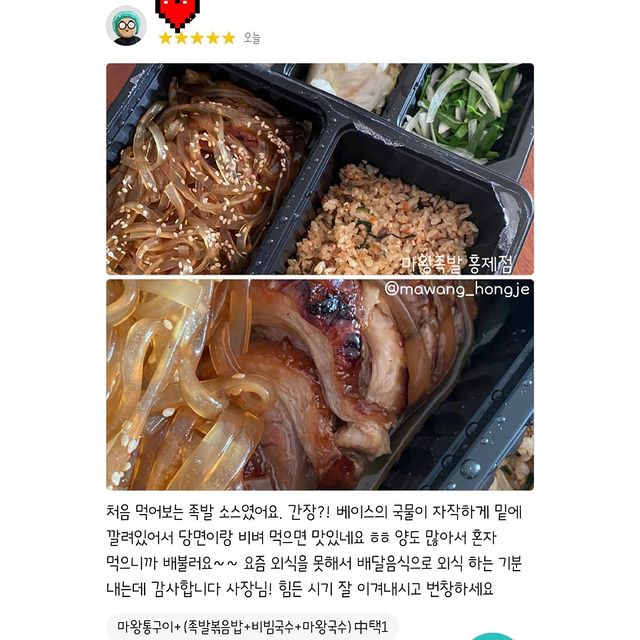 오늘
마왕족발 홍제점
@mawang_hongje
처음 먹어보는 족발 소스였어요. 간장?! 베이스의 국물이 자작하게 밑에
깔려있어서 당면이랑 비벼 먹으면 맛있네요 ㅎㅎ 양도 많아서 혼자
먹으니까 배불러요~~ 요즘 외식을 못해서 배달음식으로 외식 하는 기분
내는데 감사합니다 사장님! 힘든 시기 잘 이겨내시고 번창하세요
마왕통구이+(족발볶음밥+비빔국수+마왕국수) 中택1